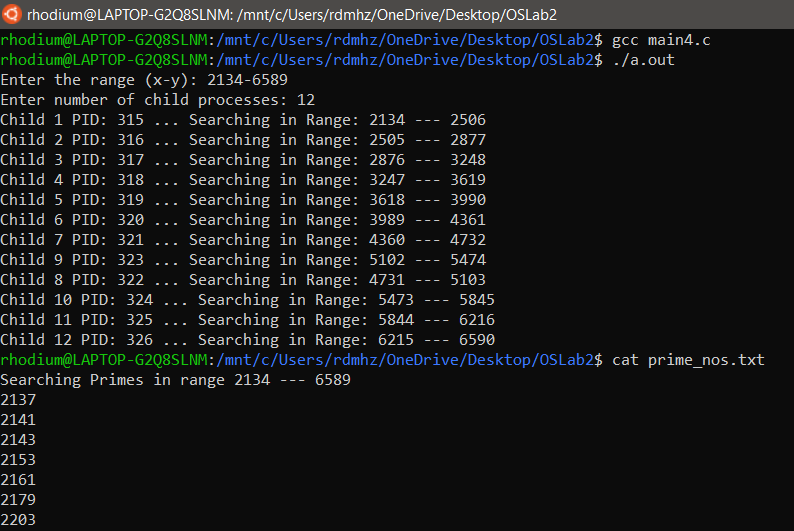 rhodium@LAPTOP-G2Q8SLNM: /mnt/c/Users/rdmhz/OneDrive/Desktop/OSLab2
rhodium@LAPTOP-G2Q8SLNM:/mnt/c/Users/rdmhz/OneDrive/Desktop/OSLab2$ gcc main4.c
rhodium@LAPTOP-G2Q8SLNM:/mnt/c/Users/rdmhz/OneDrive/Desktop/OSLab2$ ./a.out
Enter the range (x-y): 2134-6589
Enter number of child processes: 12
Child 1 PID: 315 ... Searching in Range: 2134 --- 2506
Child 2 PID: 316 ... Searching in Range: 2505 --- 2877
Child 3 PID: 317 ... Searching in Range: 2876 --- 3248
Child 4 PID: 318 ... Searching in Range: 3247 --- 3619
Child 5 PID: 319 ... Searching in Range: 3618 --- 3990
Child 6 PID: 320 ... Searching in Range: 3989 --- 4361
Child 7 PID: 321 ... Searching in Range: 4360 --- 4732
Child 9 PID: 323 ... Searching in Range: 5102 --- 5474
Child 8 PID: 322 ... Searching in Range: 4731 --- 5103
Child 10 PID: 324 ... Searching in Range: 5473 --- 5845
Child 11 PID: 325 ... Searching in Range: 5844 --- 6216
Child 12 PID: 326 ... Searching in Range: 6215 --- 6590
rhodium@LAPTOP-G2Q8SLNM:/mnt/c/Users/rdmhz/OneDrive/Desktop/OSLab2$ cat prime_nos.txt
Searching Primes in range 2134 --- 6589
2137
2141
2143
2153
2161
2179
2203